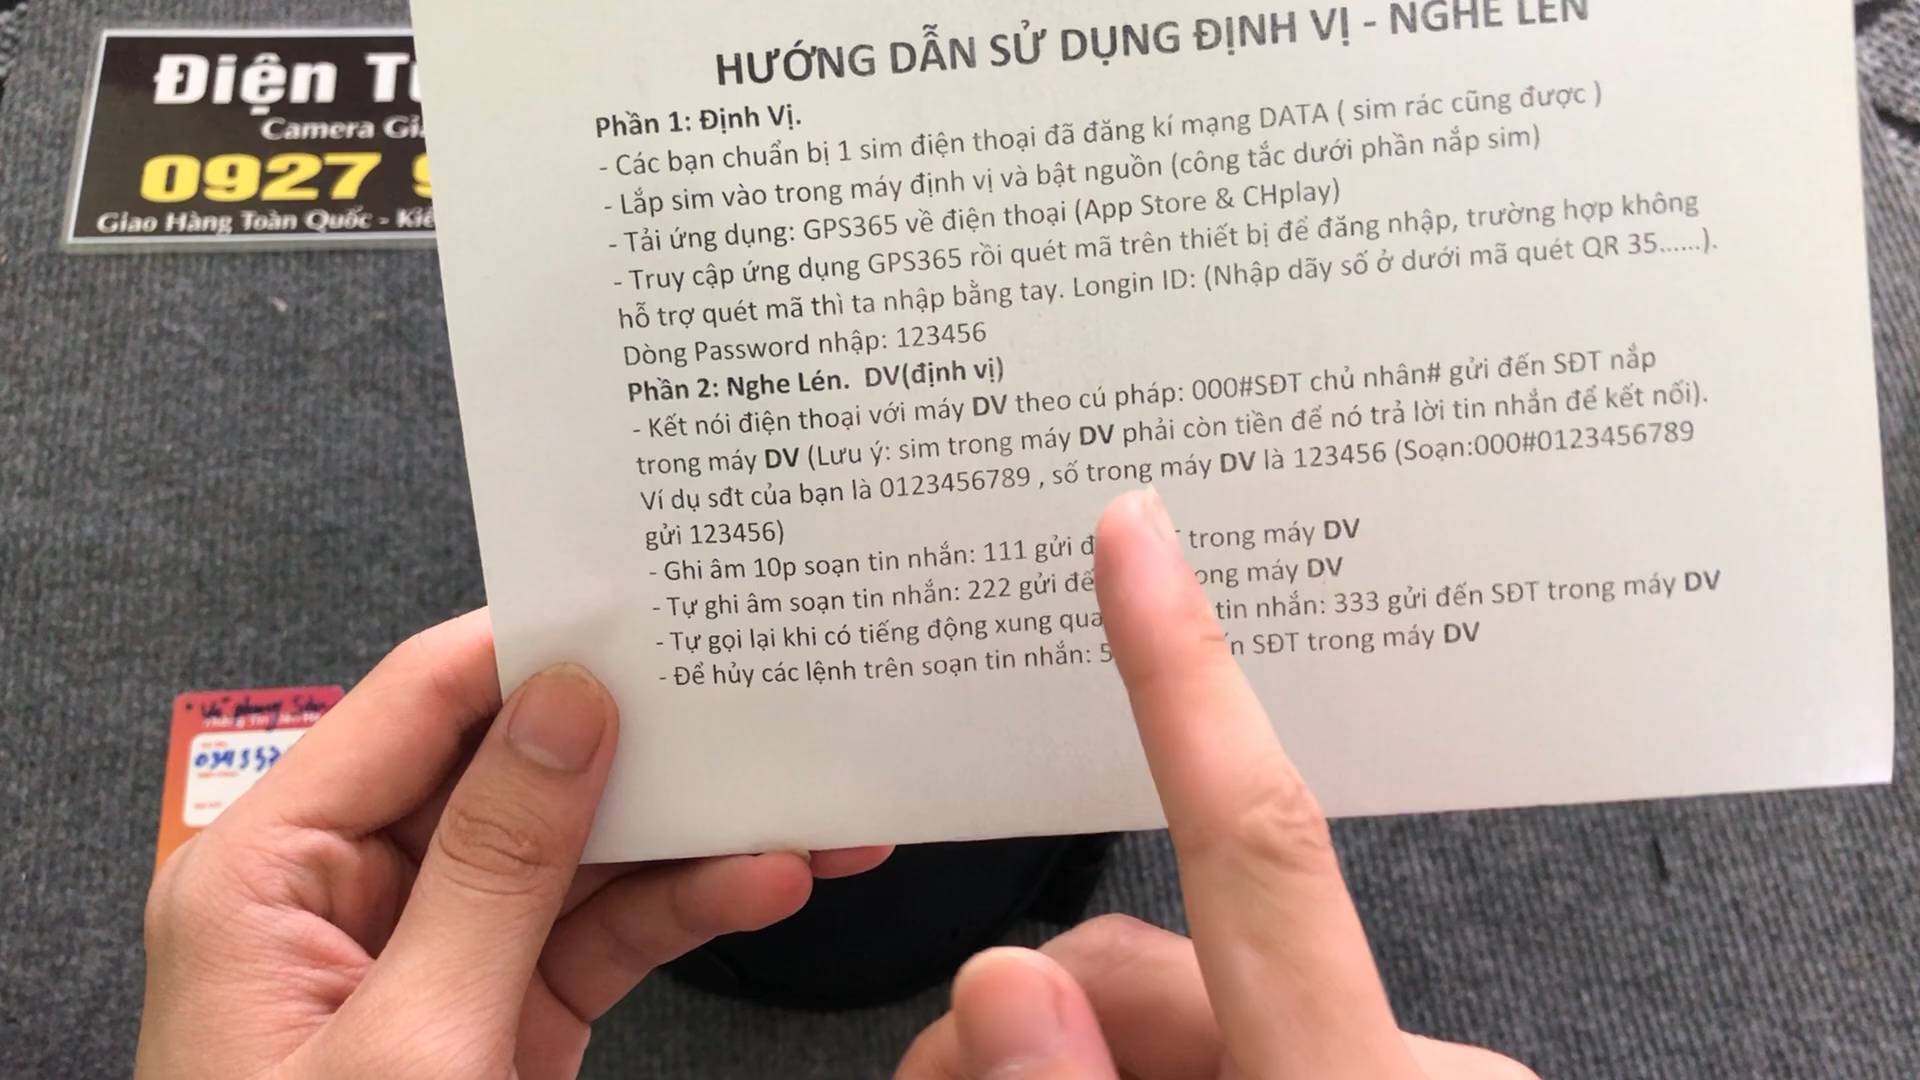 Điện
Camera
0927
Giao Hàng Toàn Quốc -
HƯỚNG DẪN SỬ DỤNG ĐỊNH VỊ - NGHE LÉN
Phần 1: Định Vị.
- Các bạn chuẩn bị 1 sim điện thoại đã đăng kí mạng DATA ( sim rác cũng được )
- Lắp sim vào trong máy định vị và bật nguồn (công tắc dưới phần nắp sim)
- Tải ứng dụng: GPS365 về điện thoại (App Store & CHplay)
- Truy cập ứng dụng GPS365 rồi quét mã trên thiết bị để đăng nhập, trường hợp không
hỗ trợ quét mã thì ta nhập bằng tay. Longin ID: (Nhập dãy số ở dưới mã quét QR 35......).
Dòng Password nhập: 123456
Phần 2: Nghe Lén. DV(định vị)
- Kết nói điện thoại với máy DV theo cú pháp: 000#SĐT chủ nhân# gửi đến SĐT nắp
trong máy DV (Lưu ý: sim trong máy DV phải còn tiền để nó trả lời tin nhắn để kết nối).
Ví dụ sđt của bạn là 0123456789 , số trong máy DV là 123456 (Soạn:000#0123456789
gửi 123456)
- Ghi âm 10p soạn tin nhắn: 111 gửi trong máy DV
- Tự ghi âm soạn tin nhắn: 222 gửi máy DV
- Tự gọi lại khi có tiếng động xung tin nhắn: 333 gửi đến SĐT trong máy DV
- Để hủy các lệnh trên soạn tin nhắn: SĐT trong máy DV